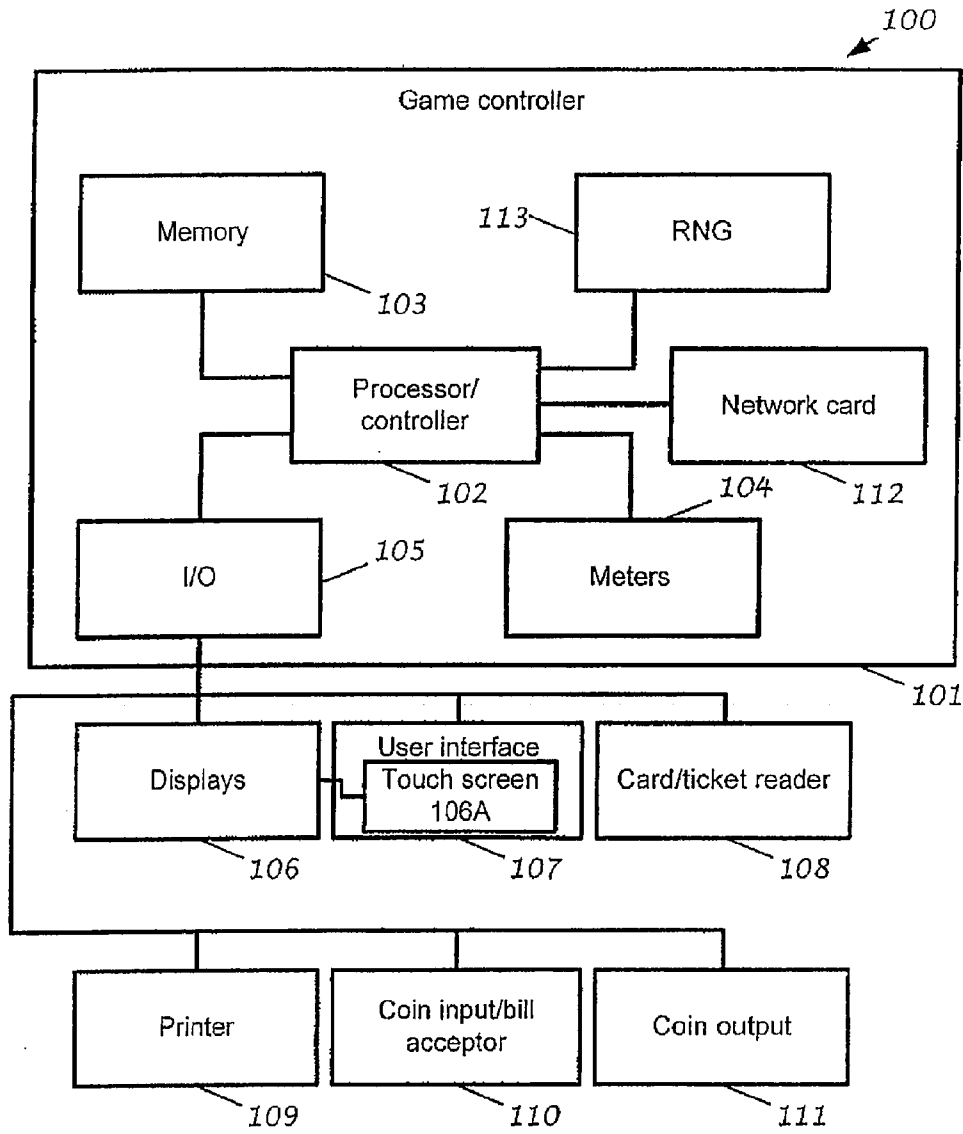 100
Game controller
Memory
103
113
RNG
Processor/
controller
102
Network card
112
I/O
105
104
Meters
101
Displays
106
User interface
Touch screen
106A
107
Card/ticket reader
108
Printer
109
Coin input/bill
acceptor
110
Coin output
111